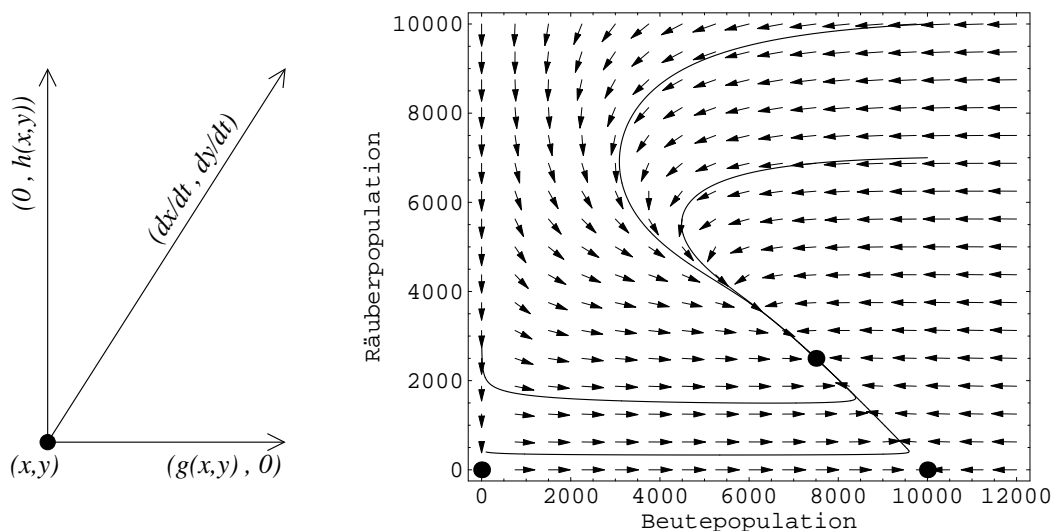 (0 , h(x,y))
(dx/dt , dy/dt)
(x,y)
(g(x,y) , 0)
Räuberpopulation
10000
8000
6000
4000
2000
0
0 2000 4000 6000 8000 10000 12000
Beutepopulation